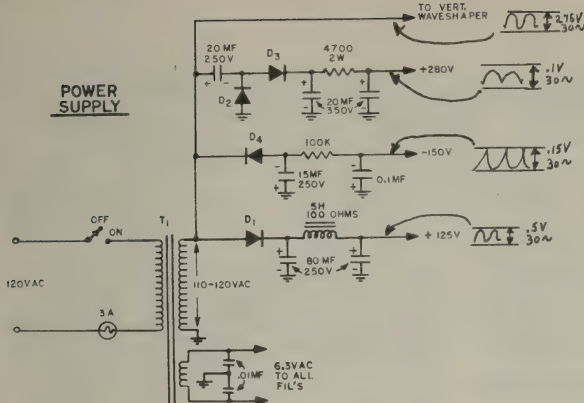 TO VERT.
WAVESHAPER
275V
30~
20 MF
250V
+ -
D3
4700
2W
+280V
.1V
30~
POWER
SUPPLY
D2
+
20MF
350V
+
D4
100K
-150V
.15V
30~
-
15MF
250V
+
-
0.1MF
+
OFF
ON
T1
D1
5H
100 OHMS
+ 125V
.5V
30~
+
80 MF
250V
+
120VAC
110-120VAC
3A
.01MF
6.3VAC
TO ALL
FIL'S